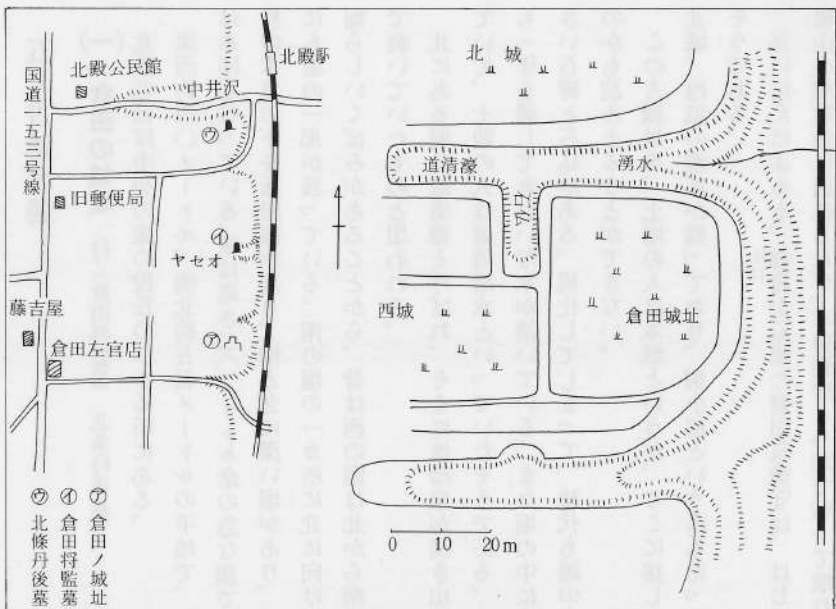 国道一五三号線
北殿公民館
中井沢
北殿駅
㋒
旧郵便局
㋑
ヤセオ
藤吉屋
㋐
倉田左官店
㋐ 倉田ノ城址
㋑ 倉田将監墓
㋒ 北條丹後墓
北城
道清濠
湧水
西城
倉田城址
0 10 20m